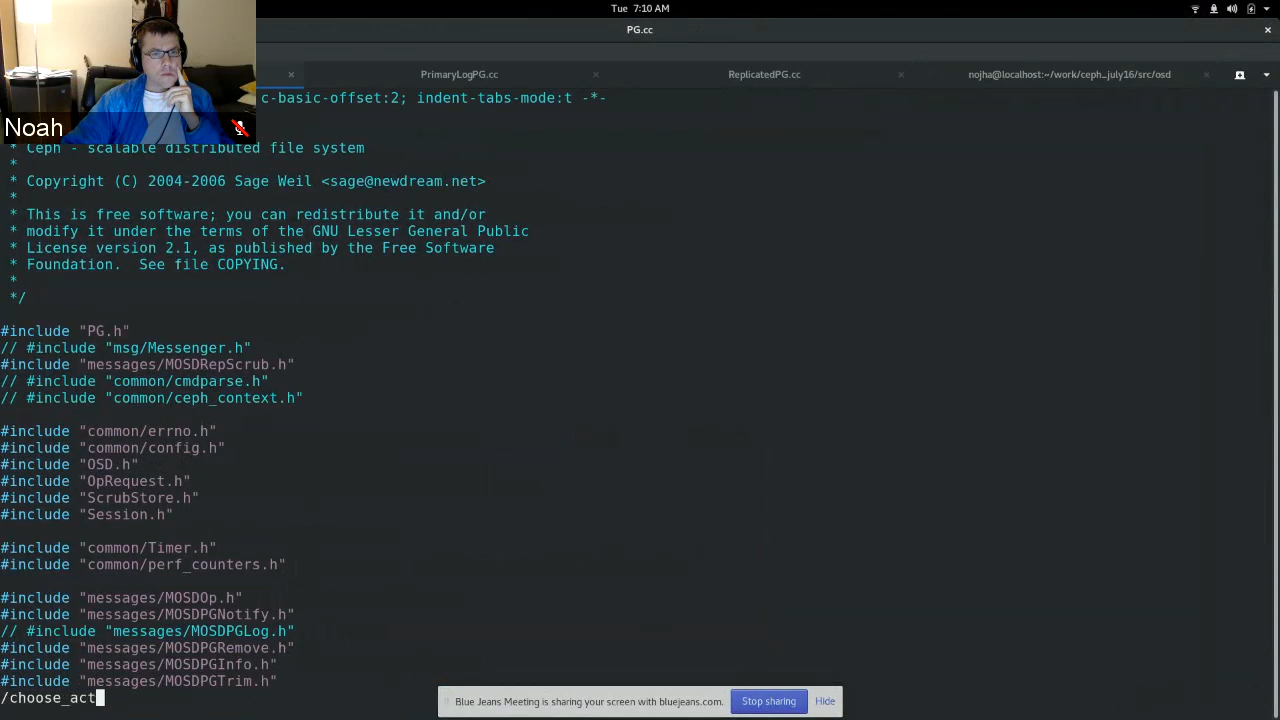 Tue 7:10 AM
PG.cc
PrimaryLogPG.cc
ReplicatedPG.cc
nojha@localhost:~/work/ceph_july16/src/osd
Noah
c-basic-offset:2; indent-tabs-mode:t -*-
* Ceph - scalable distributed file system
*
* Copyright (C) 2004-2006 Sage Weil <sage@newdream.net>
*
* This is free software; you can redistribute it and/or
* modify it under the terms of the GNU Lesser General Public
* License version 2.1, as published by the Free Software
* Foundation.  See file COPYING.
*
*/
#include "PG.h"
// #include "msg/Messenger.h"
#include "messages/MOSDRepScrub.h"
// #include "common/cmdparse.h"
// #include "common/ceph_context.h"
#include "common/errno.h"
#include "common/config.h"
#include "OSD.h"
#include "OpRequest.h"
#include "ScrubStore.h"
#include "Session.h"
#include "common/Timer.h"
#include "common/perf_counters.h"
#include "messages/MOSDOp.h"
#include "messages/MOSDPGNotify.h"
// #include "messages/MOSDPGLog.h"
#include "messages/MOSDPGRemove.h"
#include "messages/MOSDPGInfo.h"
#include "messages/MOSDPGTrim.h"
/choose_act
Blue Jeans Meeting is sharing your screen with bluejeans.com.
Stop sharing
Hide